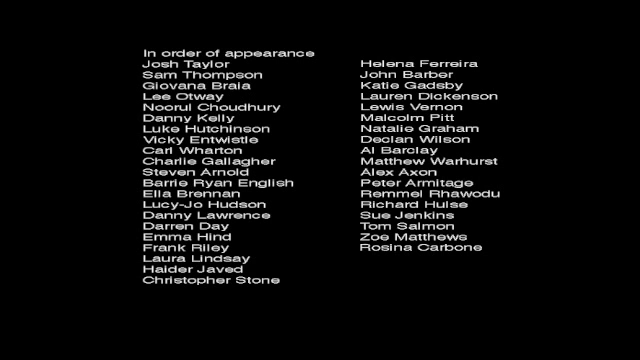 In order of appearance
Josh Taylor
Sam Thompson
Giovana Braia
Lee Otway
Noorul Choudhury
Danny Kelly
Luke Hutchinson
Vicky Entwistle
Carl Wharton
Charlie Gallagher
Steven Arnold
Barrie Ryan English
Ella Brennan
Lucy-Jo Hudson
Danny Lawrence
Darren Day
Emma Hind
Frank Riley
Laura Lindsay
Haider Javed
Christopher Stone
Helena Ferreira
John Barber
Katie Gadsby
Lauren Dickenson
Lewis Vernon
Malcolm Pitt
Natalie Graham
Declan Wilson
Al Barclay
Matthew Warhurst
Alex Axon
Peter Armitage
Remmel Rhawodu
Richard Hulse
Sue Jenkins
Tom Salmon
Zoe Matthews
Rosina Carbone